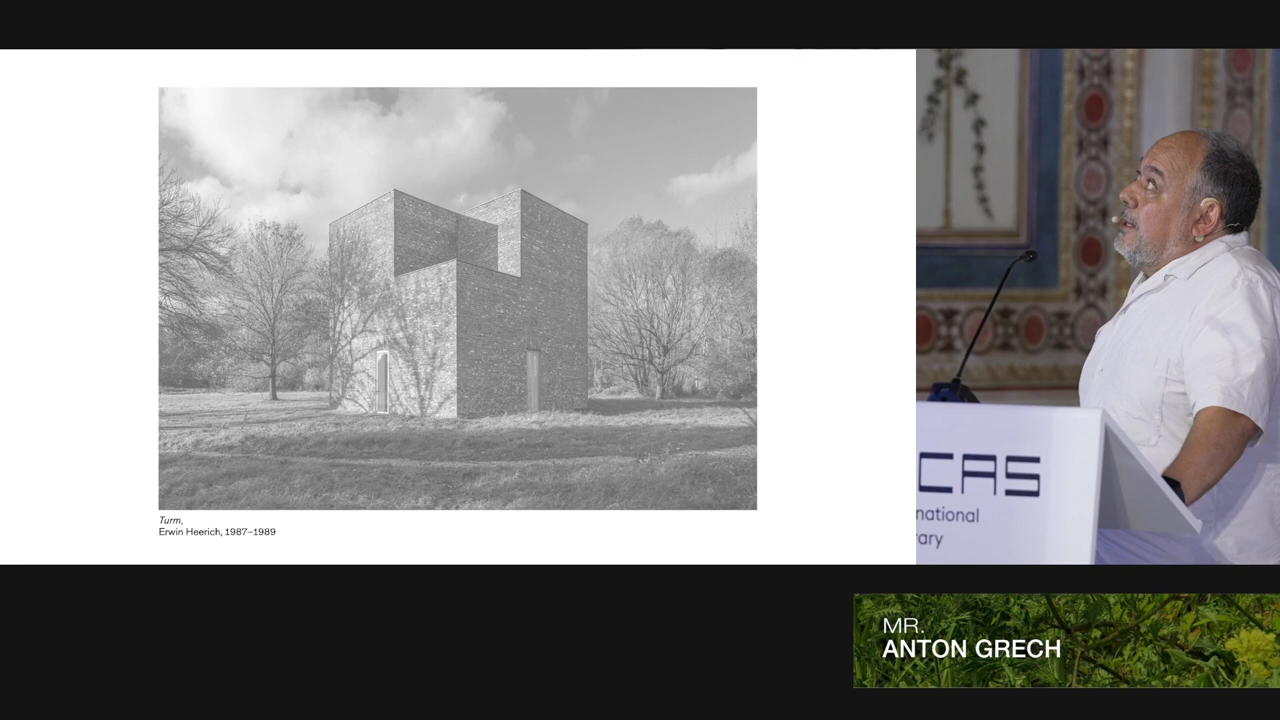 Turm,
Erwin Heerich, 1987–1989
CAS
national
rary
MR.
ANTON GRECH